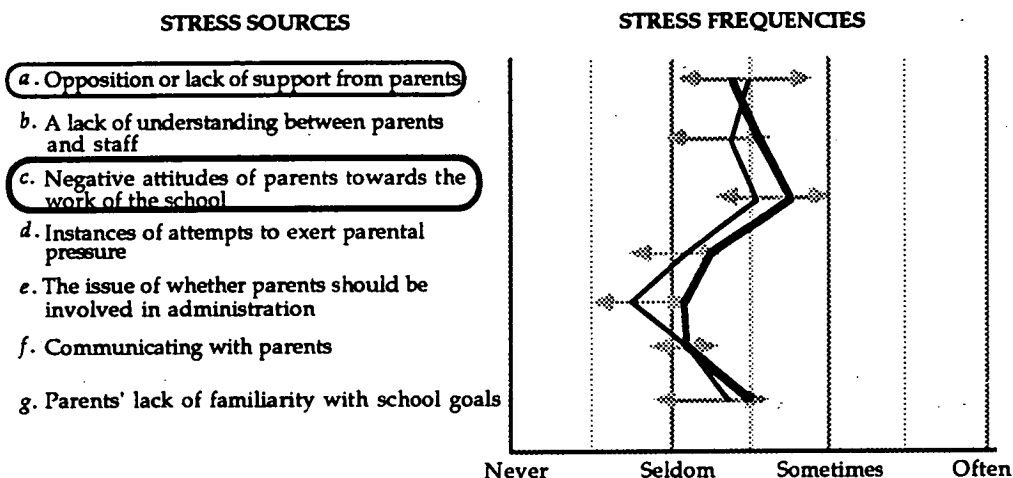 STRESS SOURCES
STRESS FREQUENCIES
a. Opposition or lack of support from parents
b. A lack of understanding between parents
and staff
c. Negative attitudes of parents towards the
work of the school
d. Instances of attempts to exert parental
pressure
e. The issue of whether parents should be
involved in administration
f. Communicating with parents
g. Parents' lack of familiarity with school goals
Never Seldom Sometimes Often